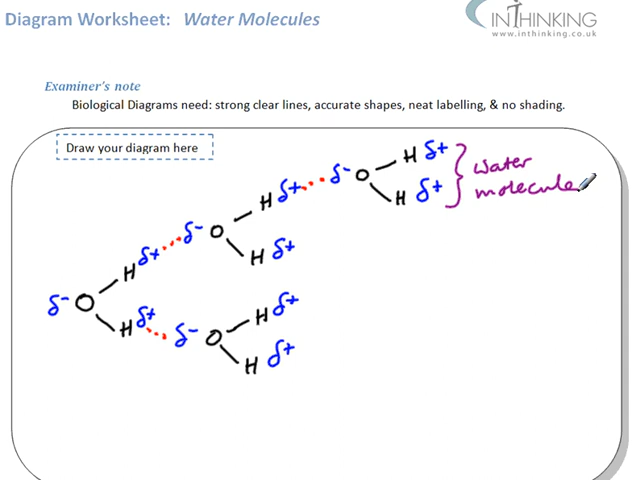 Diagram Worksheet: Water Molecules
INTHINKING
www.inthinking.co.uk
Examiner's note
Biological Diagrams need: strong clear lines, accurate shapes, neat labelling, & no shading.
Draw your diagram here
δ- O H δ+ H δ+ water molecule
δ- O H δ+ H δ+
δ- O H δ+ H δ+
δ- O H δ+ H δ+